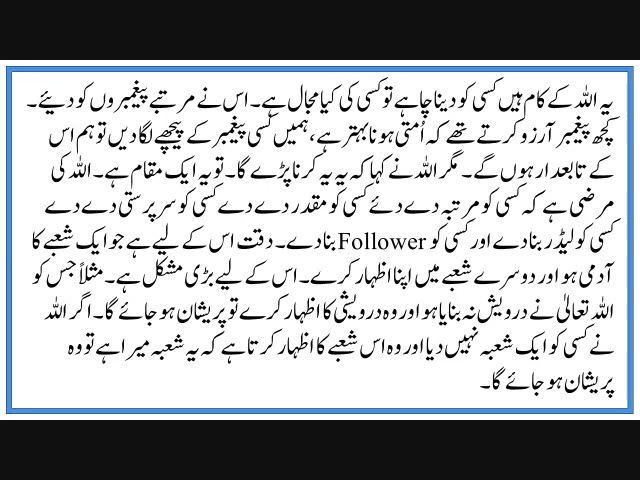 یہ اللہ کے کام ہیں کسی کو دینا چاہے تو کسی کی کیا مجال ہے۔ اس نے مرتبے پیغمبروں کو دیئے۔
کچھ پیغمبر آرزو کرتے تھے کہ اُمتی ہونا بہتر ہے، ہمیں کسی پیغمبر کے پیچھے لگا دیں تو ہم اس
کے تابعدار ہوں گے۔ مگر اللہ نے کہا کہ یہ یہ کرنا پڑے گا۔ تو یہ ایک مقام ہے۔ اللہ کی
مرضی ہے کہ کسی کو مرتبہ دے دئے کسی کو مقدر دے دے کسی کو سرپرستی دے دے
کسی کو لیڈر بنا دے اور کسی کو Follower بنا دے۔ دقت اس کے لیے ہے جو ایک شعبے کا
آدمی ہو اور دوسرے شعبے میں اپنا اظہار کرے۔ اس کے لیے بڑی مشکل ہے۔ مثلاً جس کو
اللہ تعالیٰ نے درویش نہ بنایا ہو اور وہ درویشی کا اظہار کرے تو پریشان ہو جائے گا۔ اگر اللہ
نے کسی کو ایک شعبہ نہیں دیا اور وہ اس شعبے کا اظہار کرتا ہے کہ یہ شعبہ میرا ہے تو وہ
پریشان ہو جائے گا۔